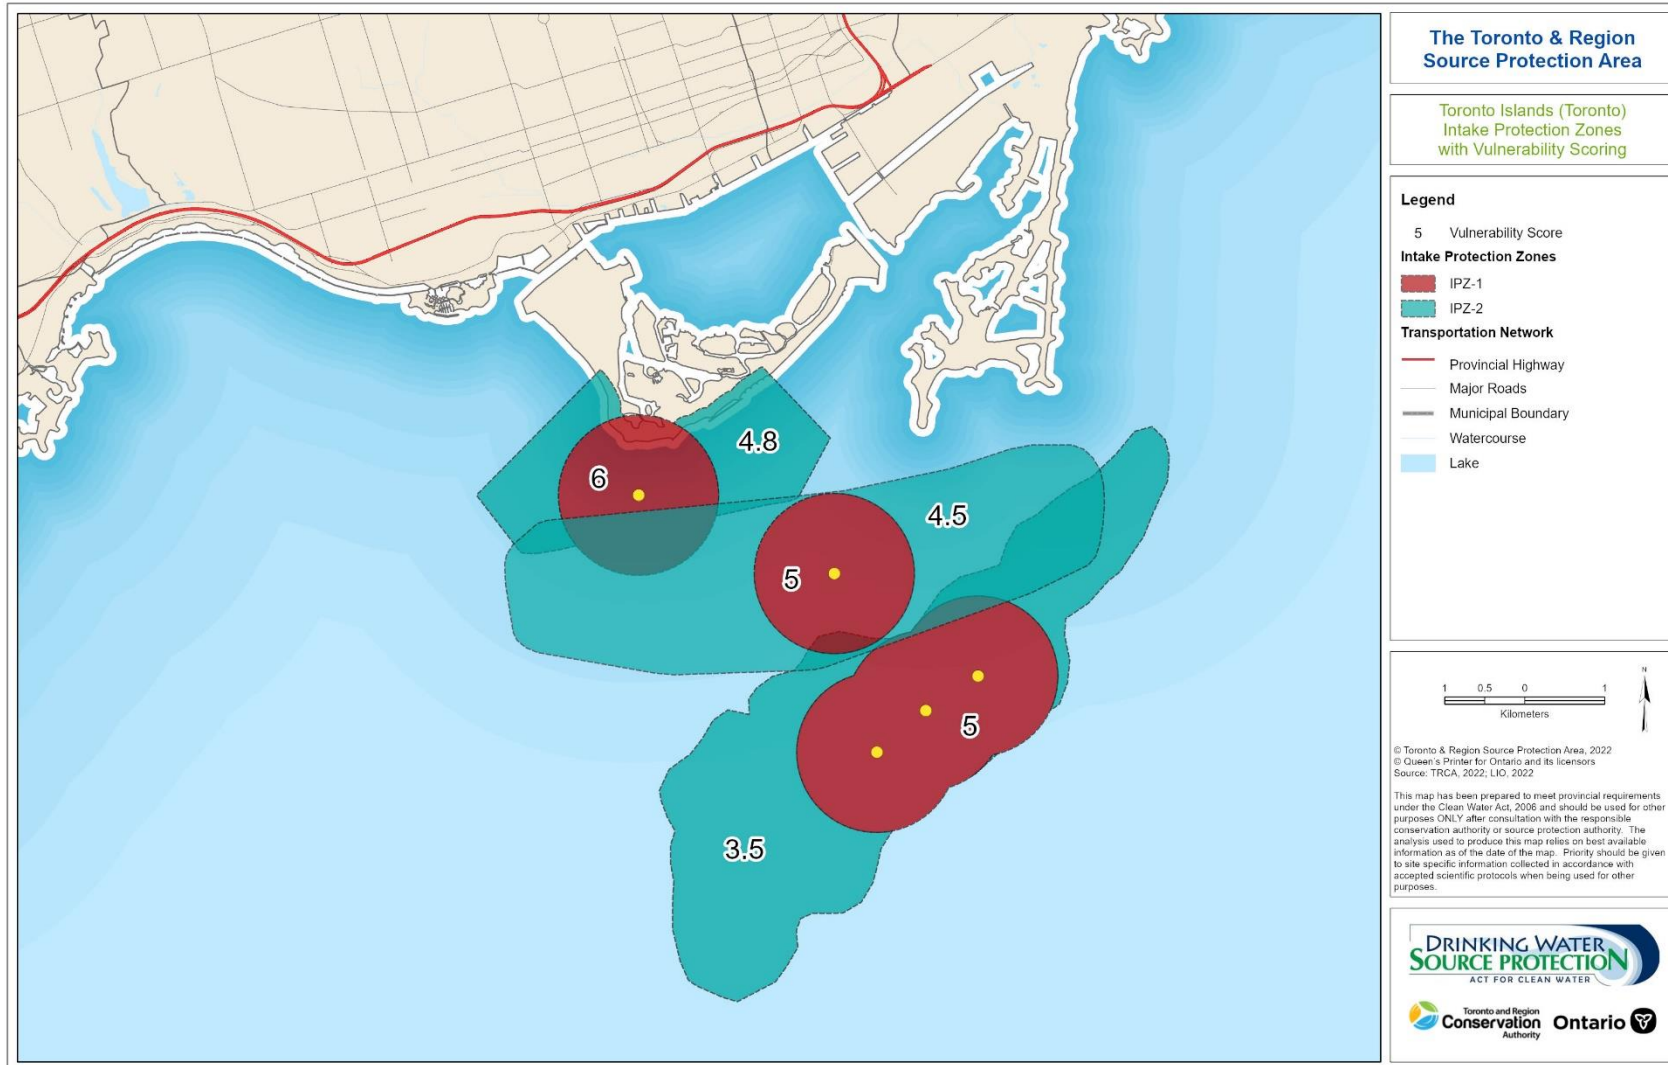 The Toronto & Region
Source Protection Area
Toronto Islands (Toronto)
Intake Protection Zones
with Vulnerability Scoring
Legend
5 Vulnerability Score
Intake Protection Zones
IPZ-1
IPZ-2
Transportation Network
Provincial Highway
Major Roads
Municipal Boundary
Watercourse
Lake
6
4.8
4.5
5
5
3.5
N
1 0.5 0 1
Kilometers
© Toronto & Region Source Protection Area, 2022
© Queen's Printer for Ontario and its licensors
Source: TRCA, 2022; LIO, 2022
This map has been prepared to meet provincial requirements
under the Clean Water Act, 2006 and should be used for other
purposes ONLY after consultation with the responsible
conservation authority or source protection authority. The
analysis used to produce this map relies on best available
information as of the date of the map. Priority should be given
to site specific information collected in accordance with
accepted scientific protocols when being used for other
purposes.
DRINKING WATER
SOURCE PROTECTION
ACT FOR CLEAN WATER
Toronto and Region
Conservation
Authority
Ontario